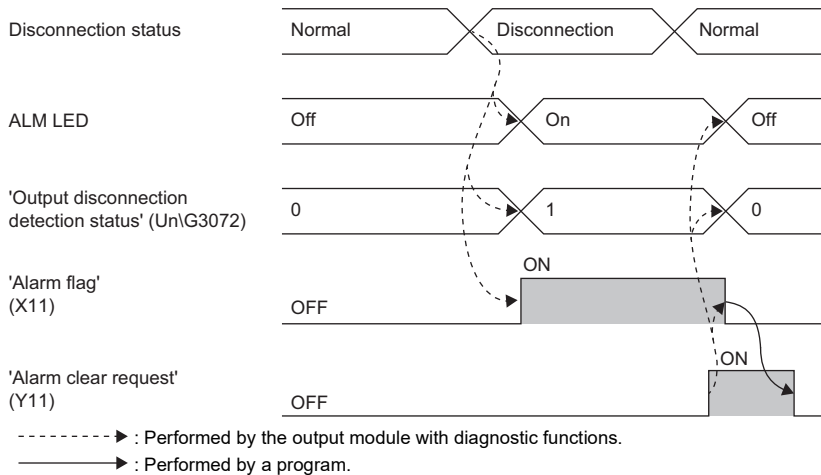 Disconnection status
Normal
Disconnection
Normal
ALM LED
Off
On
Off
'Output disconnection
detection status' (Un\G3072)
0
1
0
ON
'Alarm flag'
(X11)
OFF
ON
'Alarm clear request'
(Y11)
OFF
: Performed by the output module with diagnostic functions.
: Performed by a program.